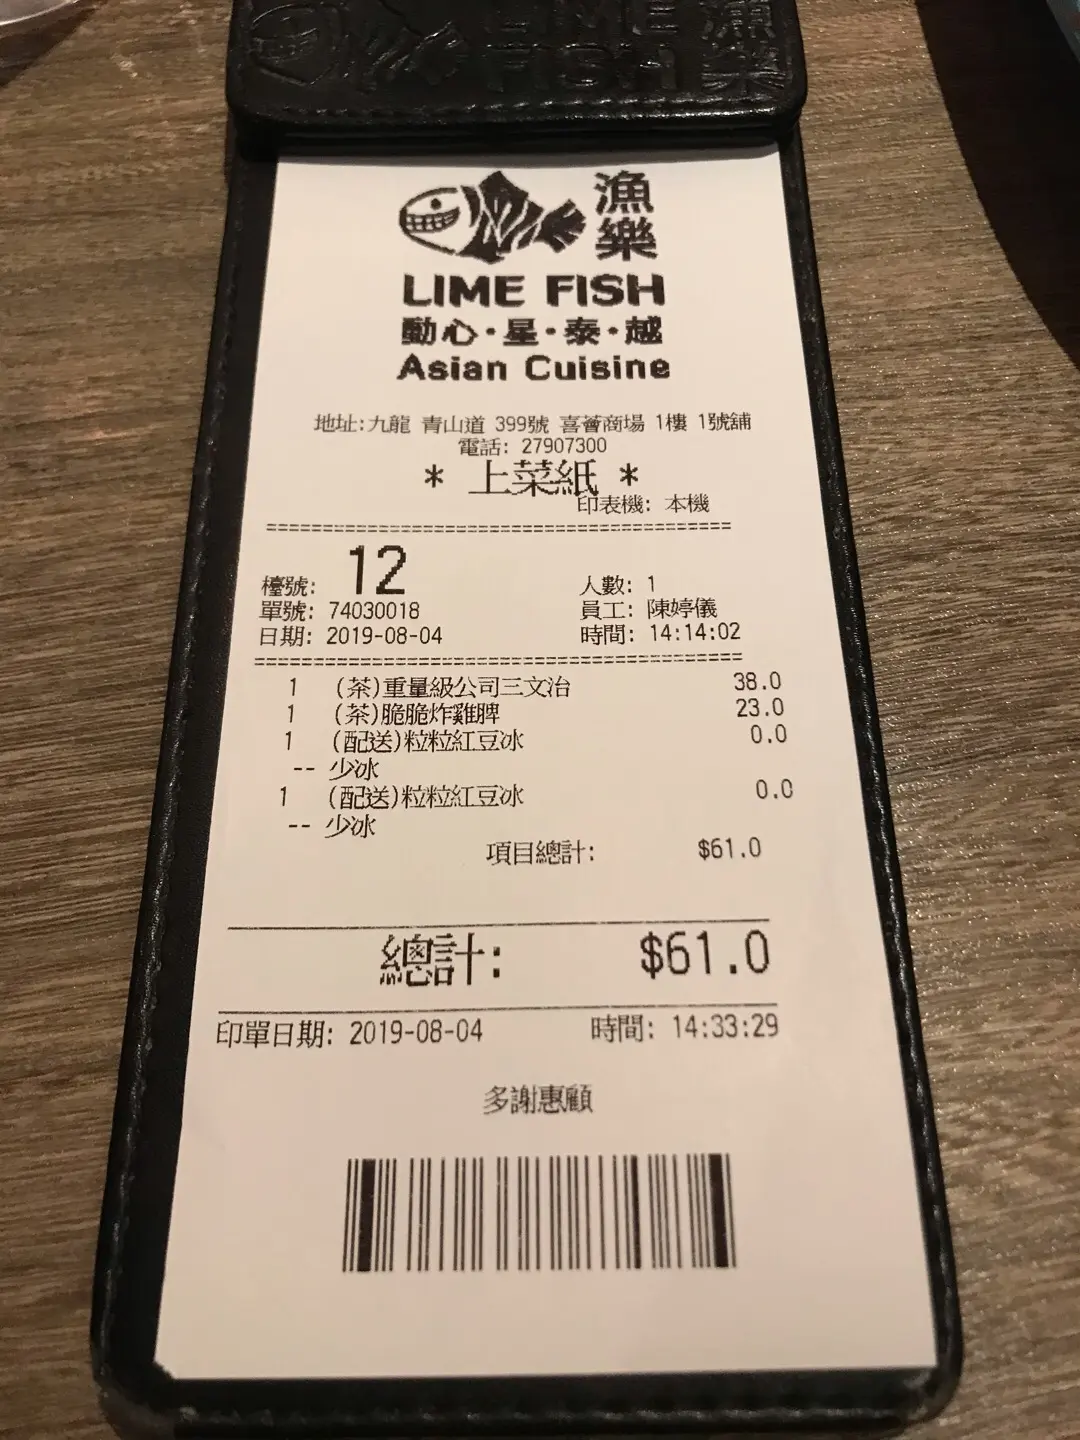 漁樂
LIME FISH
動心·星·泰·越
Asian Cuisine
地址:九龍 青山道 399號 喜薈商場 1樓 1號舖
電話: 27907300
* 上菜紙 *
印表機: 本機
檯號: 12 人數: 1
單號: 74030018 員工: 陳婷儀
日期: 2019-08-04 時間: 14:14:02
1 (茶)重量級公司三文治 38.0
1 (茶)脆脆炸雞脾 23.0
1 (配送)粒粒紅豆冰 0.0
-- 少冰
1 (配送)粒粒紅豆冰 0.0
-- 少冰
項目總計: $61.0
總計: $61.0
印單日期: 2019-08-04 時間: 14:33:29
多謝惠顧